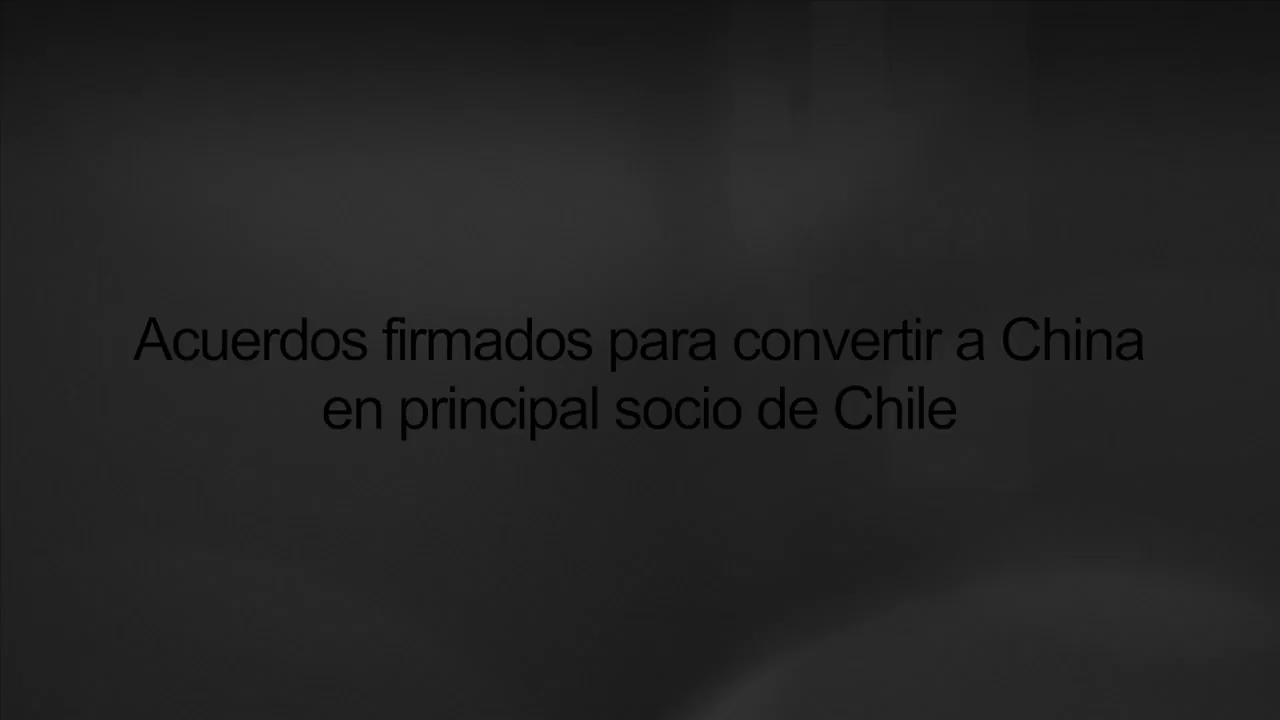 Acuerdos firmados para convertir a China
en principal socio de Chile